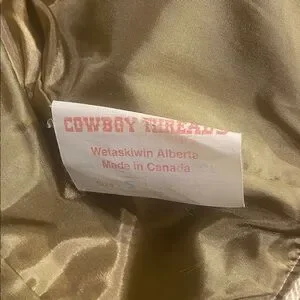 COWBOY THREADS
Wetaskiwin Alberta
Made in Canada